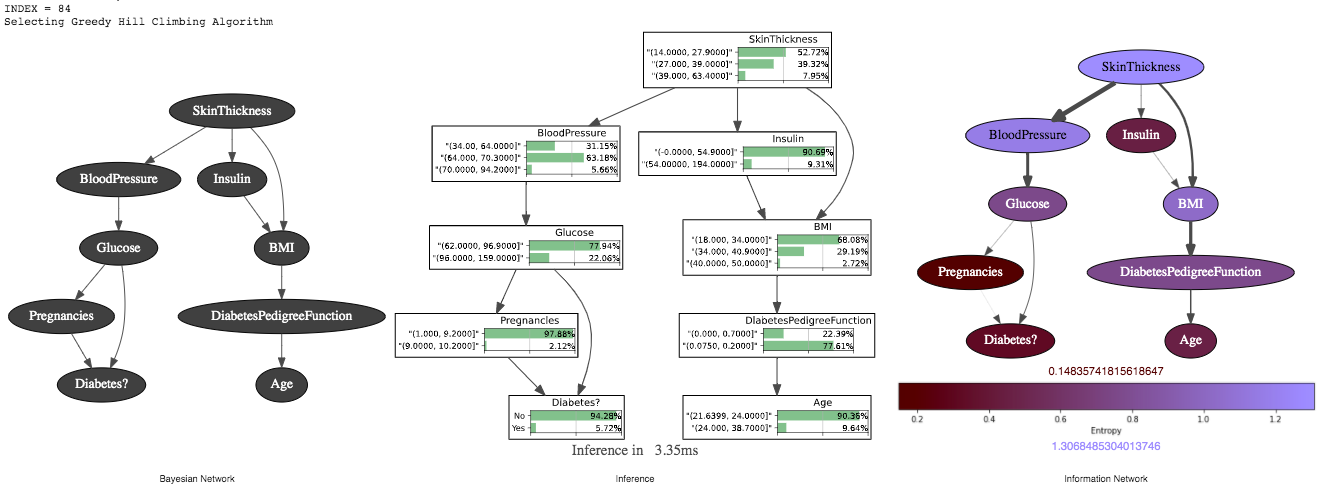 INDEX = 84
Selecting Greedy Hill Climbing Algorithm
SkinThickness
BloodPressure
Insulin
Glucose
BMI
Pregnancies
DiabetesPedigreeFunction
Diabetes?
Age
Bayesian Network
SkinThickness
"(14.0000, 27.9000]" 52.72%
"(27.000, 39.0000]" 39.32%
"(39.000, 63.4000]" 7.95%
BloodPressure
"(34.00, 64.0000]" 31.15%
"(64.000, 70.3000]" 63.18%
"(70.000, 94.2000]" 5.66%
Insulin
"(-0.0000, 54.9000]" 90.69%
"(54.00000, 194.0000]" 9.31%
Glucose
"(62.0000, 96.9000]" 77.94%
"(96.0000, 159.0000]" 22.06%
BMI
"(18.000, 34.0000]" 68.08%
"(34.000, 40.9000]" 29.19%
"(40.0000, 50.0000]" 2.72%
Pregnancies
"(1.000, 9.2000]" 97.88%
"(9.0000, 10.2000]" 2.12%
DiabetesPedigreeFunction
"(0.000, 0.7000]" 22.39%
"(0.0750, 0.2000]" 77.61%
Diabetes?
No 94.28%
Yes 5.72%
Age
"(21.6399, 24.0000]" 90.36%
"(24.000, 38.7000]" 9.64%
Inference in 3.35ms
Inference
SkinThickness
BloodPressure
Insulin
Glucose
BMI
Pregnancies
DiabetesPedigreeFunction
Diabetes?
Age
0.14835741815618647
0.2 0.4 0.6 0.8 1.0 1.2
Entropy
1.3068485304013746
Information Network